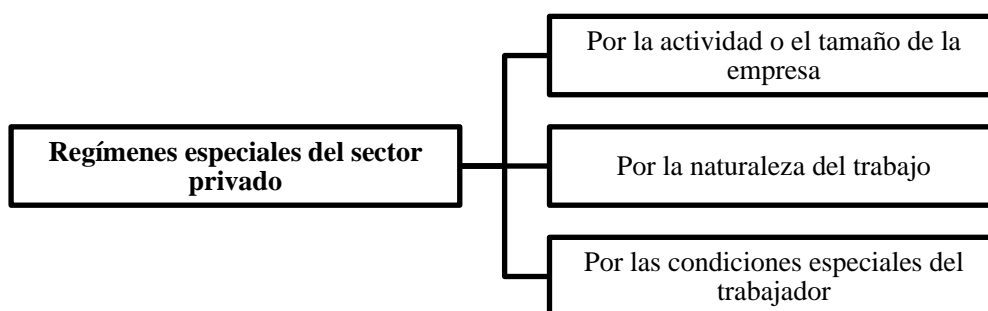 Regímenes especiales del sector
privado
Por la actividad o el tamaño de la
empresa
Por la naturaleza del trabajo
Por las condiciones especiales del
trabajador